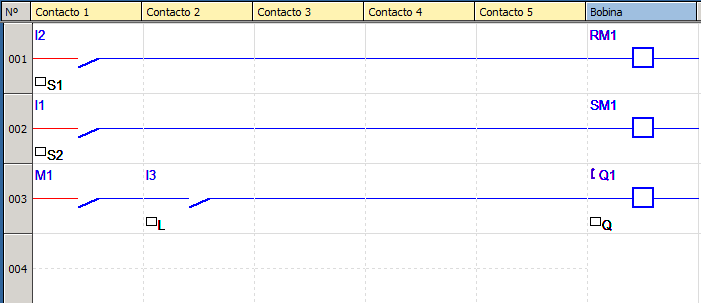 Nº Contacto 1 Contacto 2 Contacto 3 Contacto 4 Contacto 5 Bobina
I2 RM1
001
S1
I1 SM1
002
S2
M1 I3 [ Q1
003
L Q
004